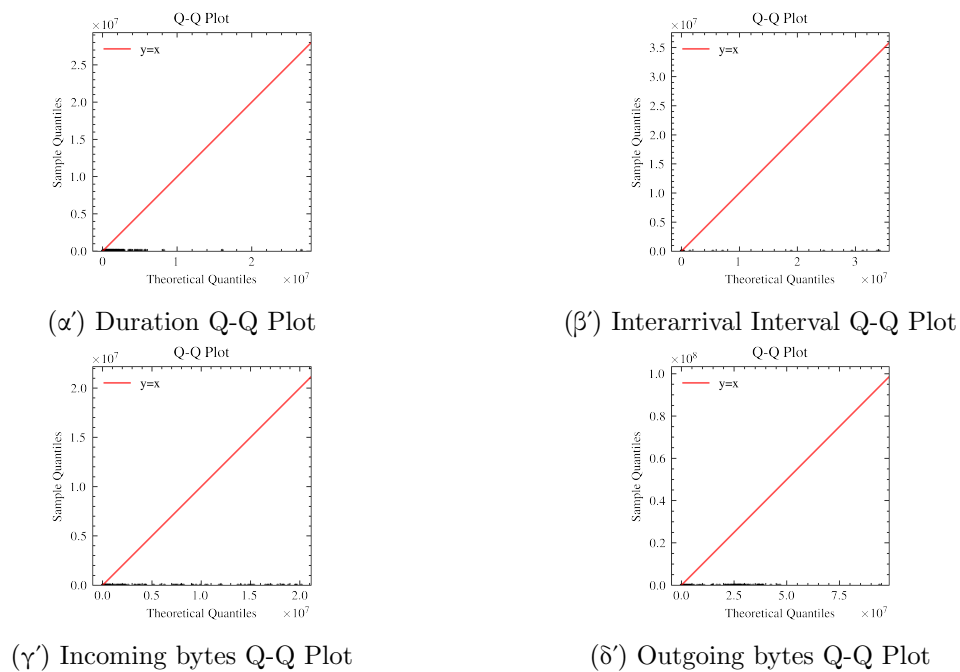 Q-Q Plot
×10⁷
y=x
2.5
2.0
1.5
1.0
0.5
0.0
Sample Quantiles
0 1 2
Theoretical Quantiles ×10⁷
(α′) Duration Q-Q Plot
Q-Q Plot
×10⁷
y=x
3.5
3.0
2.5
2.0
1.5
1.0
0.5
0.0
Sample Quantiles
0 1 2 3
Theoretical Quantiles ×10⁷
(β′) Interarrival Interval Q-Q Plot
Q-Q Plot
×10⁷
y=x
2.0
1.5
1.0
0.5
0.0
Sample Quantiles
0.0 0.5 1.0 1.5 2.0
Theoretical Quantiles ×10⁷
(γ′) Incoming bytes Q-Q Plot
Q-Q Plot
×10⁸
y=x
1.0
0.8
0.6
0.4
0.2
0.0
Sample Quantiles
0.0 2.5 5.0 7.5
Theoretical Quantiles ×10⁷
(δ′) Outgoing bytes Q-Q Plot